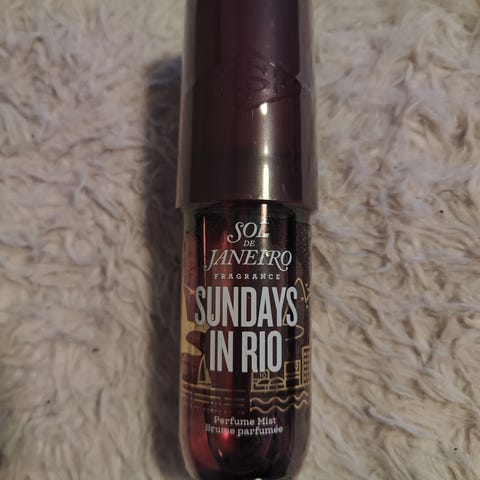 SOL
DE
JANEIRO
FRAGRANCE
SUNDAYS
IN RIO
Perfume Mist
Brume parfumée